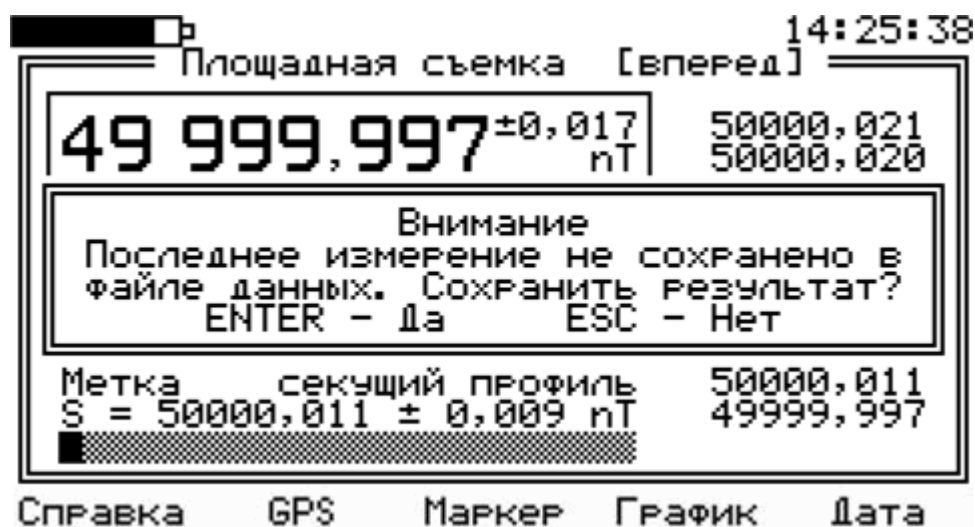 14:25:38
Площадная съемка [вперед]
49 999,997 ±0,017 nT
50000,021
50000,020
Внимание
Последнее измерение не сохранено в
файле данных. Сохранить результат?
ENTER - Да ESC - Нет
Метка секущий профиль 50000,011
S = 50000,011 ± 0,009 nT 49999,997
Справка GPS Маркер График Дата